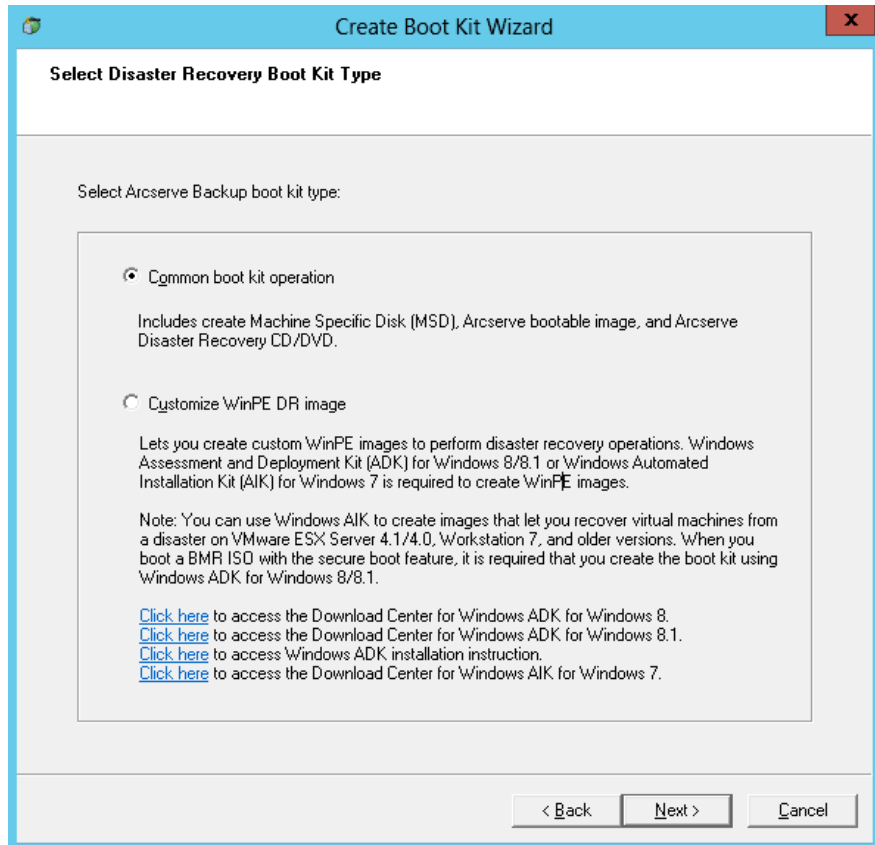 Create Boot Kit Wizard
x
Select Disaster Recovery Boot Kit Type
Select Arcserve Backup boot kit type:
Common boot kit operation
Includes create Machine Specific Disk (MSD), Arcserve bootable image, and Arcserve
Disaster Recovery CD/DVD.
Customize WinPE DR image
Lets you create custom WinPE images to perform disaster recovery operations. Windows
Assessment and Deployment Kit (ADK) for Windows 8/8.1 or Windows Automated
Installation Kit (AIK) for Windows 7 is required to create WinPE images.
Note: You can use Windows AIK to create images that let you recover virtual machines from
a disaster on VMware ESX Server 4.1/4.0, Workstation 7, and older versions. When you
boot a BMR ISO with the secure boot feature, it is required that you create the boot kit using
Windows ADK for Windows 8/8.1.
Click here to access the Download Center for Windows ADK for Windows 8.
Click here to access the Download Center for Windows ADK for Windows 8.1.
Click here to access Windows ADK installation instruction.
Click here to access the Download Center for Windows AIK for Windows 7.
< Back Next > Cancel